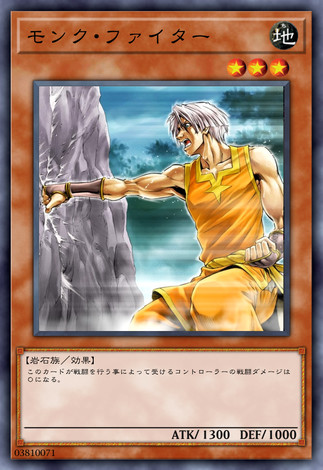 モンク・ファイター
地
【岩石族／効果】
このカードが戦闘を行う事によって受けるコントローラーの戦闘ダメージは
０になる。
ATK/ 1300 DEF/1000
03810071